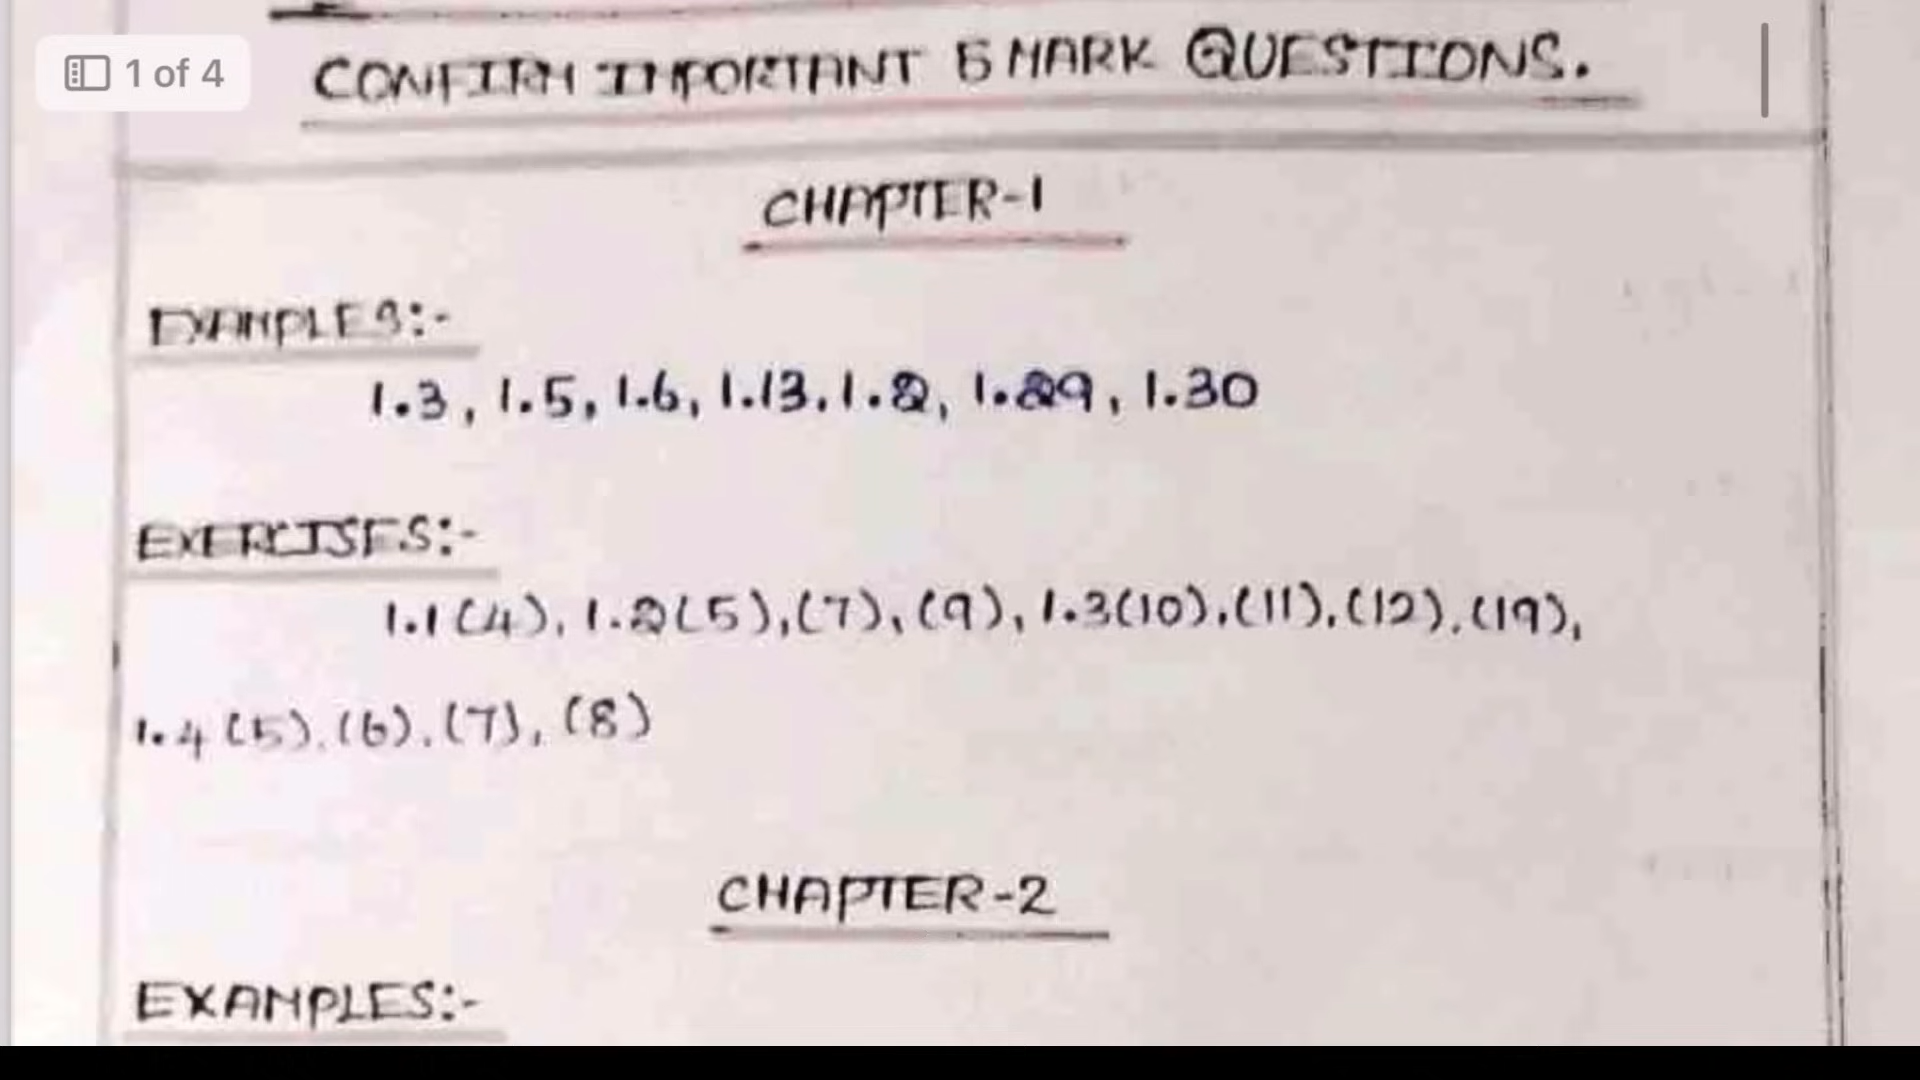 1 of 4
CONFIRM IMPORTANT 5 MARK QUESTIONS.
CHAPTER-1
EXAMPLES:-
1.3, 1.5, 1.6, 1.13, 1.2, 1.29, 1.30
EXERCISES:-
1.1(4), 1.2(5), (7), (9), 1.3(10), (11), (12), (19),
1.4(5), (6), (7), (8)
CHAPTER-2
EXAMPLES:-